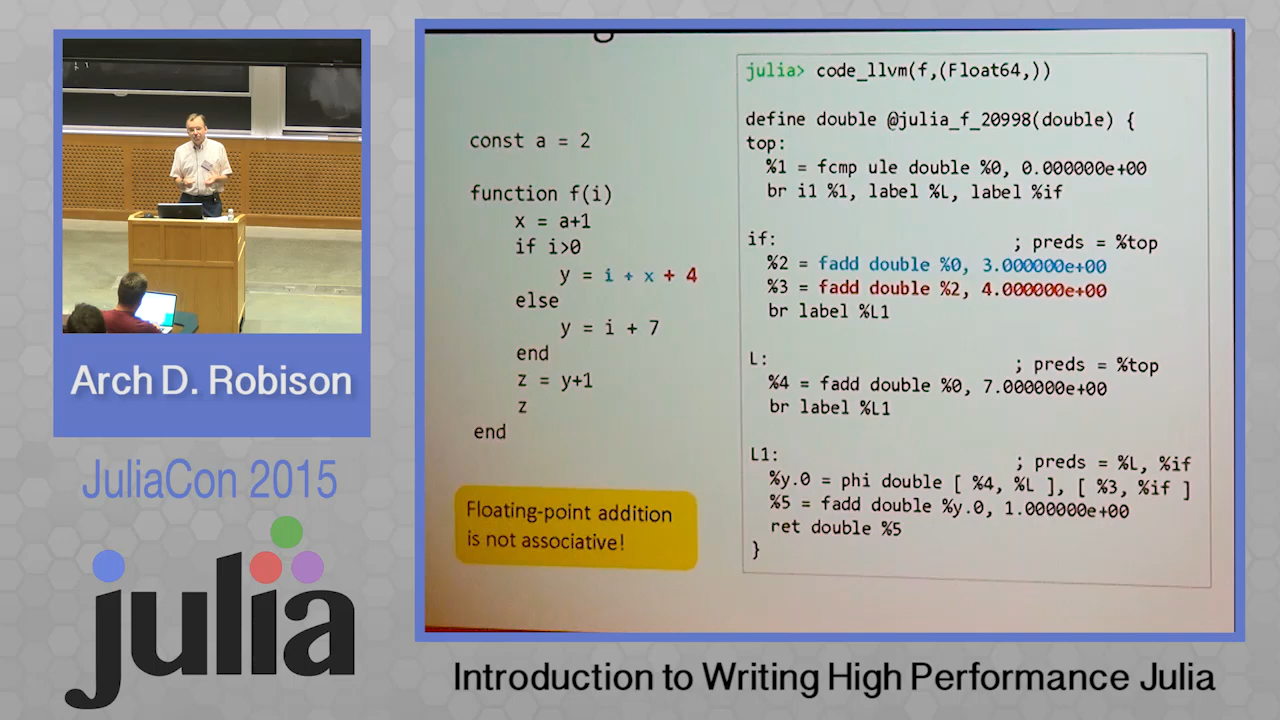 const a = 2
function f(i)
x = a+1
if i>0
y = i + x + 4
else
y = i + 7
end
z = y+1
z
end
Floating-point addition
is not associative!
julia> code_llvm(f,(Float64,))
define double @julia_f_20998(double) {
top:
%1 = fcmp ule double %0, 0.000000e+00
br i1 %1, label %L, label %if
if: ; preds = %top
%2 = fadd double %0, 3.000000e+00
%3 = fadd double %2, 4.000000e+00
br label %L1
L: ; preds = %top
%4 = fadd double %0, 7.000000e+00
br label %L1
L1: ; preds = %L, %if
%y.0 = phi double [ %4, %L ], [ %3, %if ]
%5 = fadd double %y.0, 1.000000e+00
ret double %5
}
Arch D. Robison
JuliaCon 2015
julia
Introduction to Writing High Performance Julia